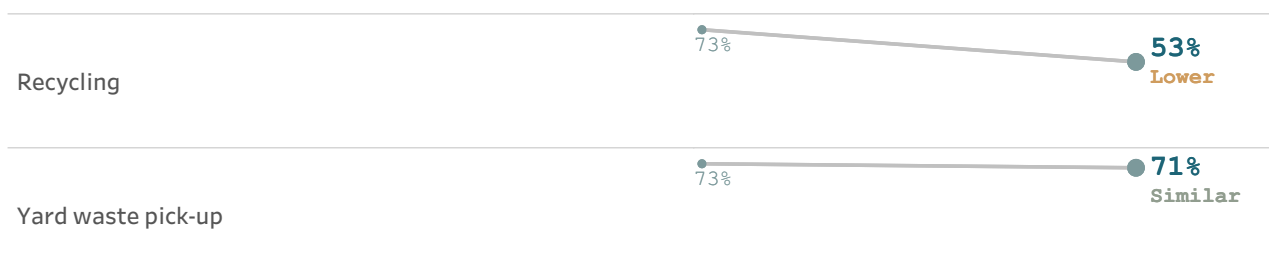 73%
53%
Lower
Recycling
73%
71%
Similar
Yard waste pick-up